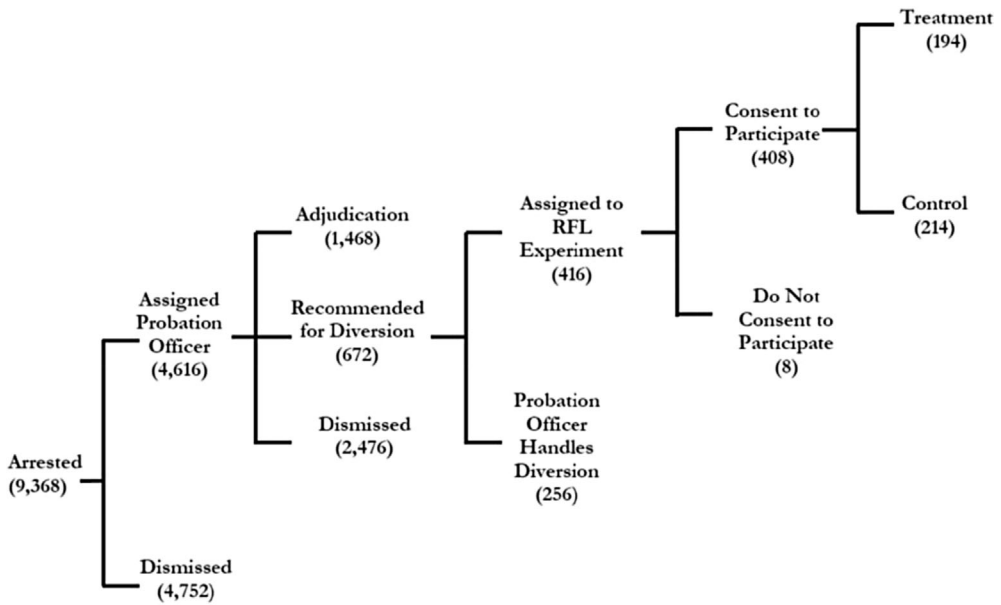 Arrested
(9,368)
Assigned
Probation
Officer
(4,616)
Dismissed
(4,752)
Adjudication
(1,468)
Recommended
for Diversion
(672)
Dismissed
(2,476)
Assigned to
RFL
Experiment
(416)
Probation
Officer
Handles
Diversion
(256)
Consent to
Participate
(408)
Do Not
Consent to
Participate
(8)
Treatment
(194)
Control
(214)